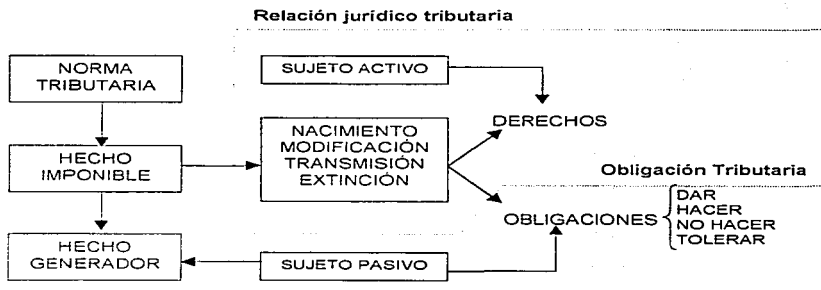 Relación jurídico tributaria
NORMA
TRIBUTARIA
SUJETO ACTIVO
HECHO
IMPONIBLE
NACIMIENTO
MODIFICACIÓN
TRANSMISIÓN
EXTINCIÓN
DERECHOS
Obligación Tributaria
OBLIGACIONES
DAR
HACER
NO HACER
TOLERAR
HECHO
GENERADOR
SUJETO PASIVO